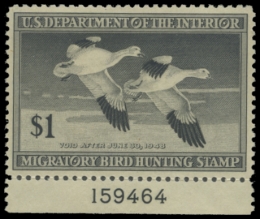 U.S. DEPARTMENT OF THE INTERIOR
$1
VOID AFTER JUNE 30, 1948
MIGRATORY BIRD HUNTING STAMP
159464